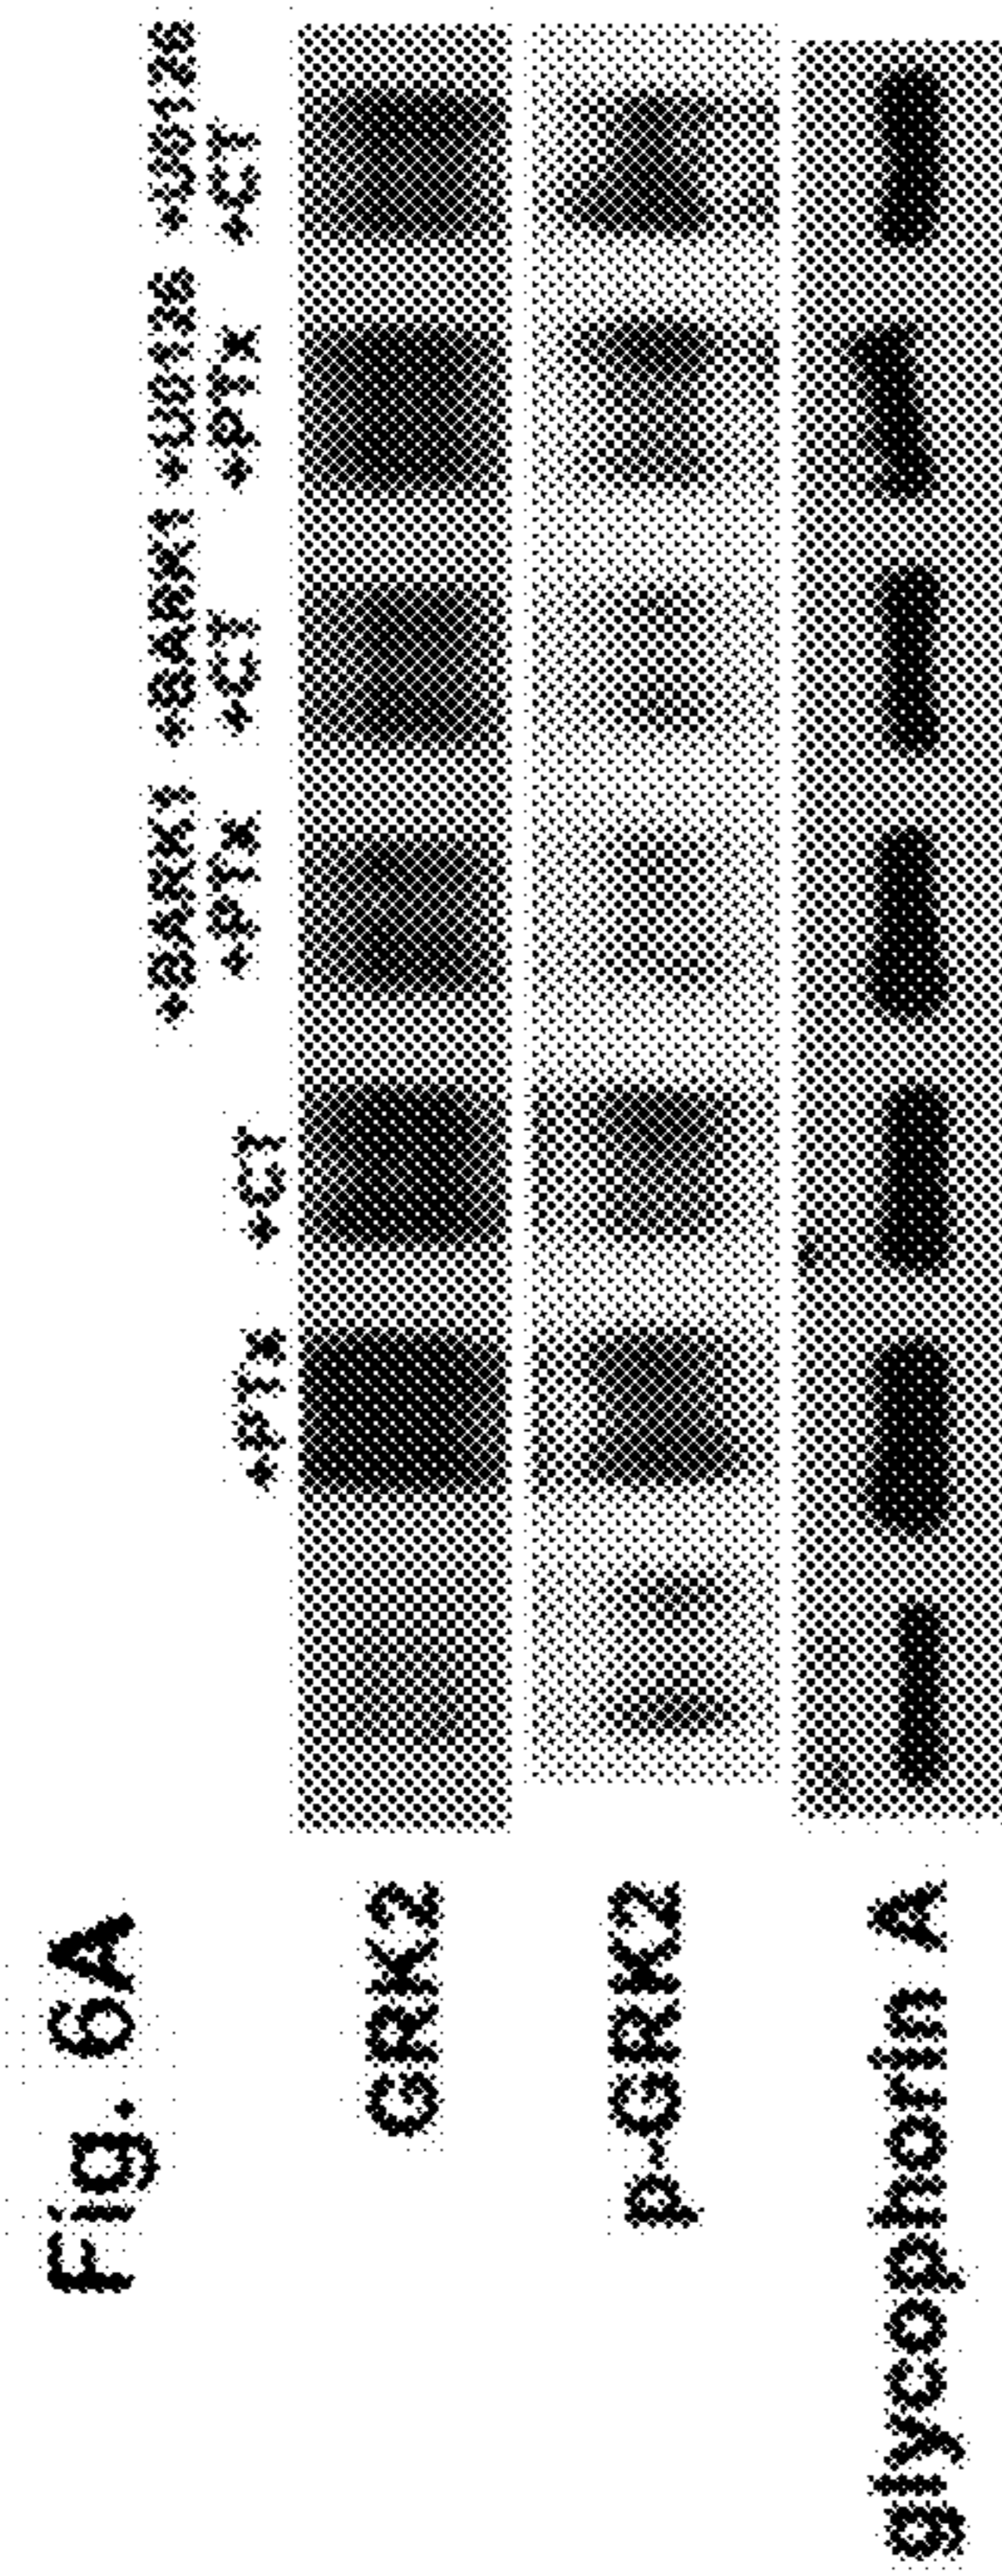 Fig. 6A
+βARK1 +βARK1 +U0126 +U0126
+PTx +CT +PTx +CT +PTx +CT
GRK2
p-GRK2
glycophorin A